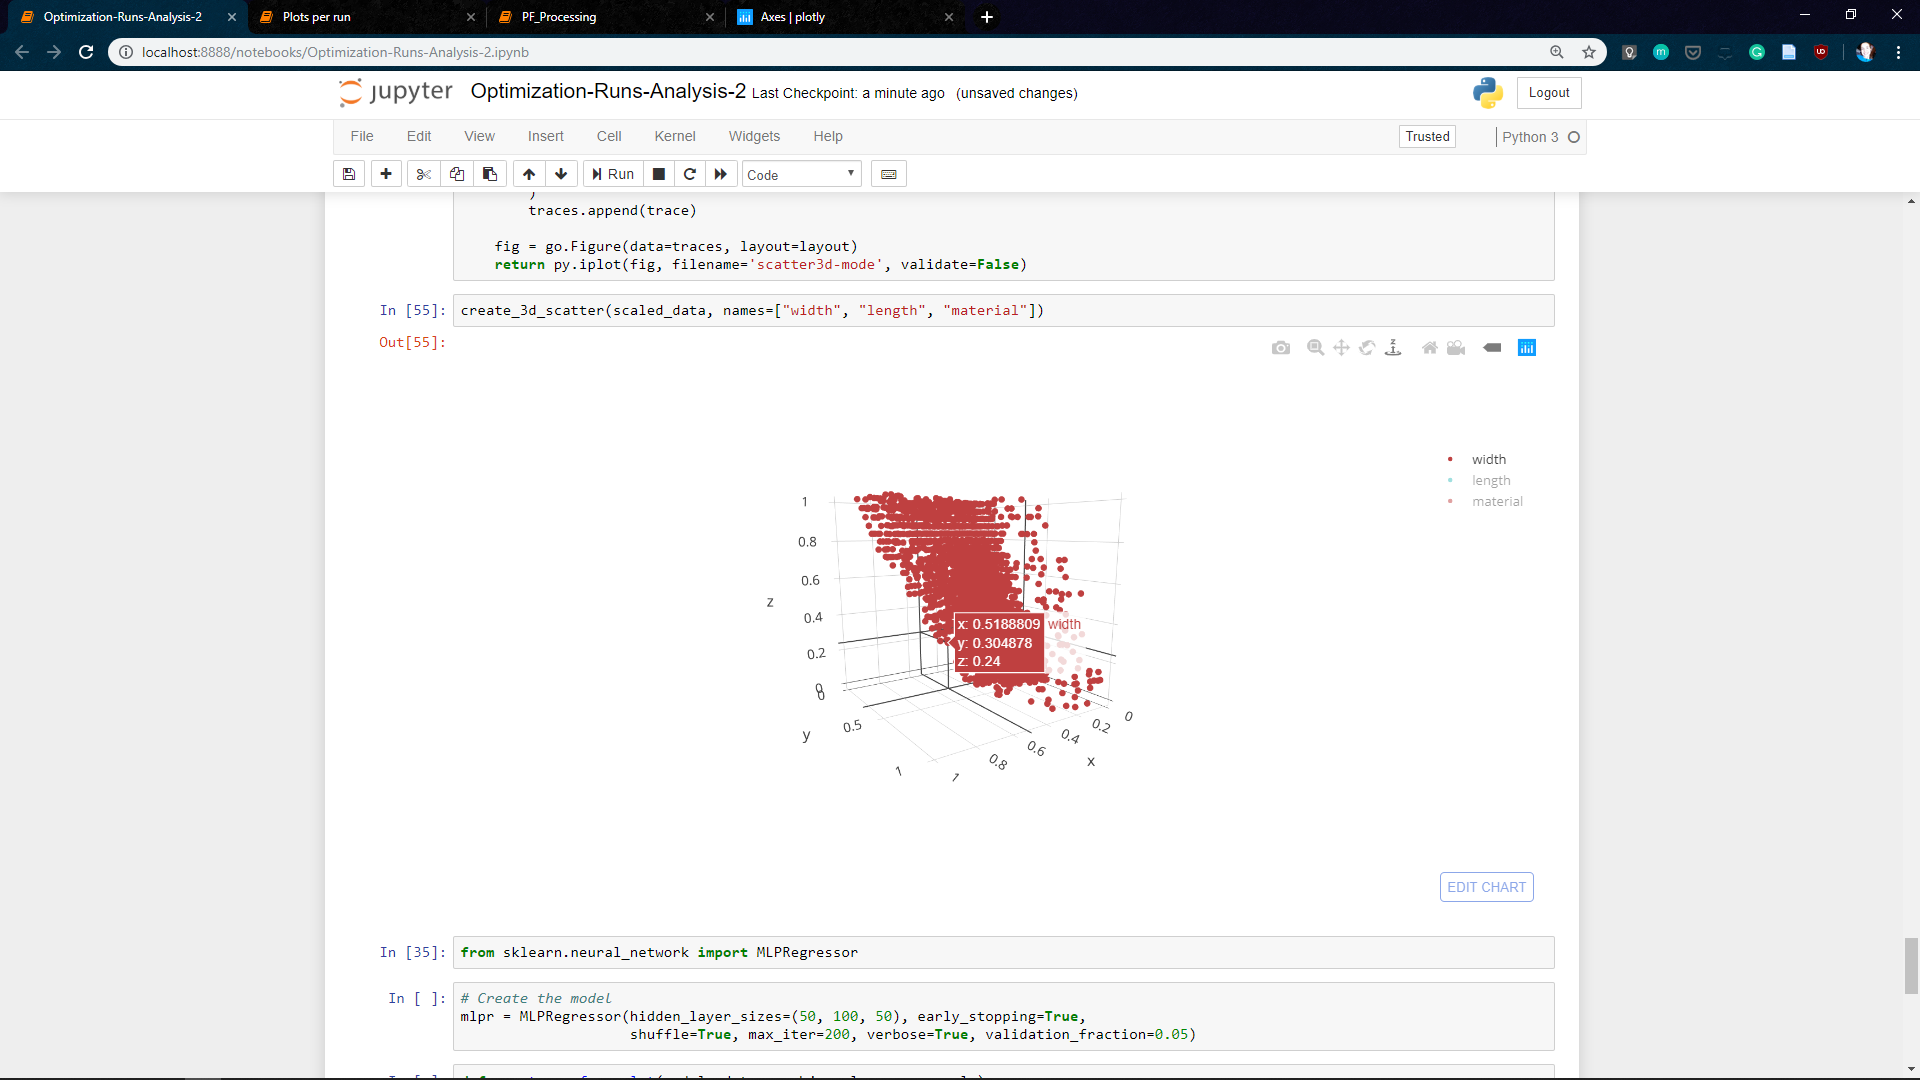 Optimization-Runs-Analysis-2
Plots per run
PF_Processing
Axes | plotly
localhost:8888/notebooks/Optimization-Runs-Analysis-2.ipynb
jupyter Optimization-Runs-Analysis-2 Last Checkpoint: a minute ago (unsaved changes)
Logout
File Edit View Insert Cell Kernel Widgets Help
Trusted
Python 3
Run
Code
)
traces.append(trace)
fig = go.Figure(data=traces, layout=layout)
return py.iplot(fig, filename='scatter3d-mode', validate=False)
In [55]: create_3d_scatter(scaled_data, names=["width", "length", "material"])
Out[55]:
width
length
material
1
0.8
0.6
z
0.4
0.2
0
0
x: 0.5188809 width
y: 0.304878
z: 0.24
0.5
y
1
1
0.8
0.6
0.4
0.2
0
x
EDIT CHART
In [35]: from sklearn.neural_network import MLPRegressor
In [ ]: # Create the model
mlpr = MLPRegressor(hidden_layer_sizes=(50, 100, 50), early_stopping=True,
shuffle=True, max_iter=200, verbose=True, validation_fraction=0.05)